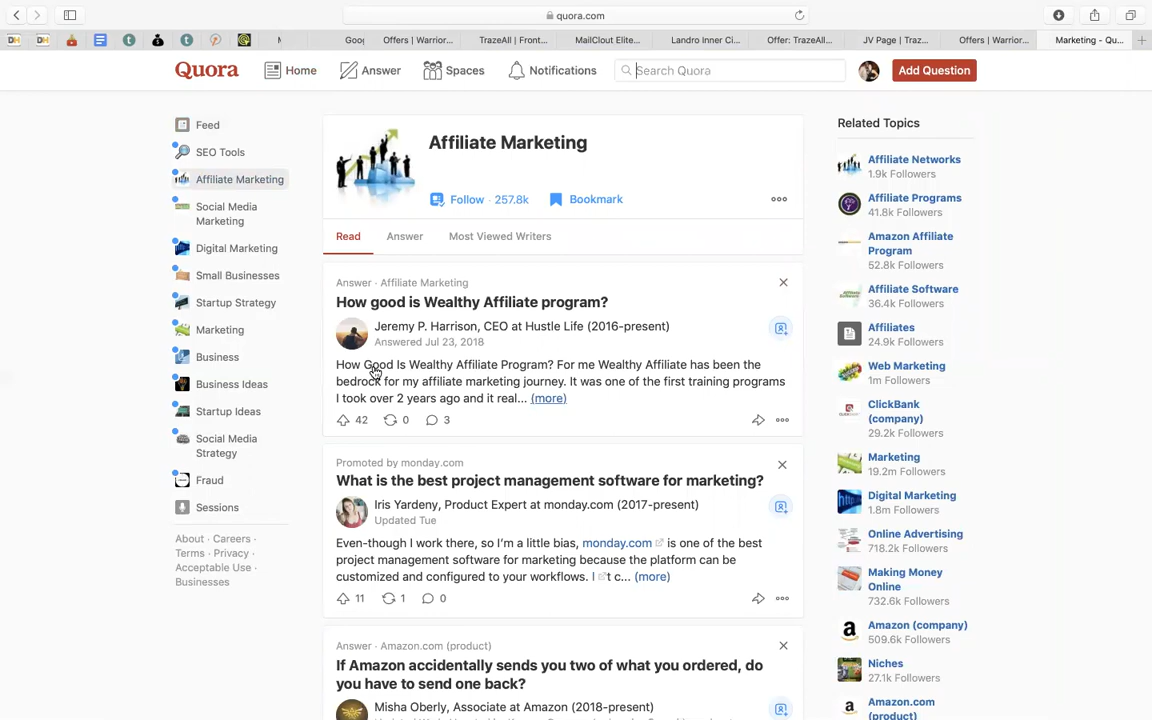 quora.com
M
Goo
Offers | Warrior...
TrazeAll | Front...
MailClout Elite...
Landro Inner Ci...
Offer: TrazeAll...
JV Page | Traz...
Offers | Warrior...
Marketing - Qu...
Quora
Home
Answer
Spaces
Notifications
Search Quora
Add Question
Feed
SEO Tools
Affiliate Marketing
Social Media
Marketing
Digital Marketing
Small Businesses
Startup Strategy
Marketing
Business
Business Ideas
Startup Ideas
Social Media
Strategy
Fraud
Sessions
About · Careers ·
Terms · Privacy ·
Acceptable Use ·
Businesses
Affiliate Marketing
Follow · 257.8k
Bookmark
Read
Answer
Most Viewed Writers
Answer · Affiliate Marketing
How good is Wealthy Affiliate program?
Jeremy P. Harrison, CEO at Hustle Life (2016-present)
Answered Jul 23, 2018
How Good Is Wealthy Affiliate Program? For me Wealthy Affiliate has been the
bedrock for my affiliate marketing journey. It was one of the first training programs
I took over 2 years ago and it real... (more)
42 0 3
Promoted by monday.com
What is the best project management software for marketing?
Iris Yardeny, Product Expert at monday.com (2017-present)
Updated Tue
Even-though I work there, so I'm a little bias, monday.com is one of the best
project management software for marketing because the platform can be
customized and configured to your workflows. I t c... (more)
11 1 0
Answer · Amazon.com (product)
If Amazon accidentally sends you two of what you ordered, do
you have to send one back?
Misha Oberly, Associate at Amazon (2018-present)
Related Topics
Affiliate Networks
1.9k Followers
Affiliate Programs
41.8k Followers
Amazon Affiliate
Program
52.8k Followers
Affiliate Software
36.4k Followers
Affiliates
24.9k Followers
Web Marketing
1m Followers
ClickBank
(company)
29.2k Followers
Marketing
19.2m Followers
Digital Marketing
1.8m Followers
Online Advertising
718.2k Followers
Making Money
Online
732.6k Followers
Amazon (company)
509.6k Followers
Niches
27.1k Followers
Amazon.com
(product)